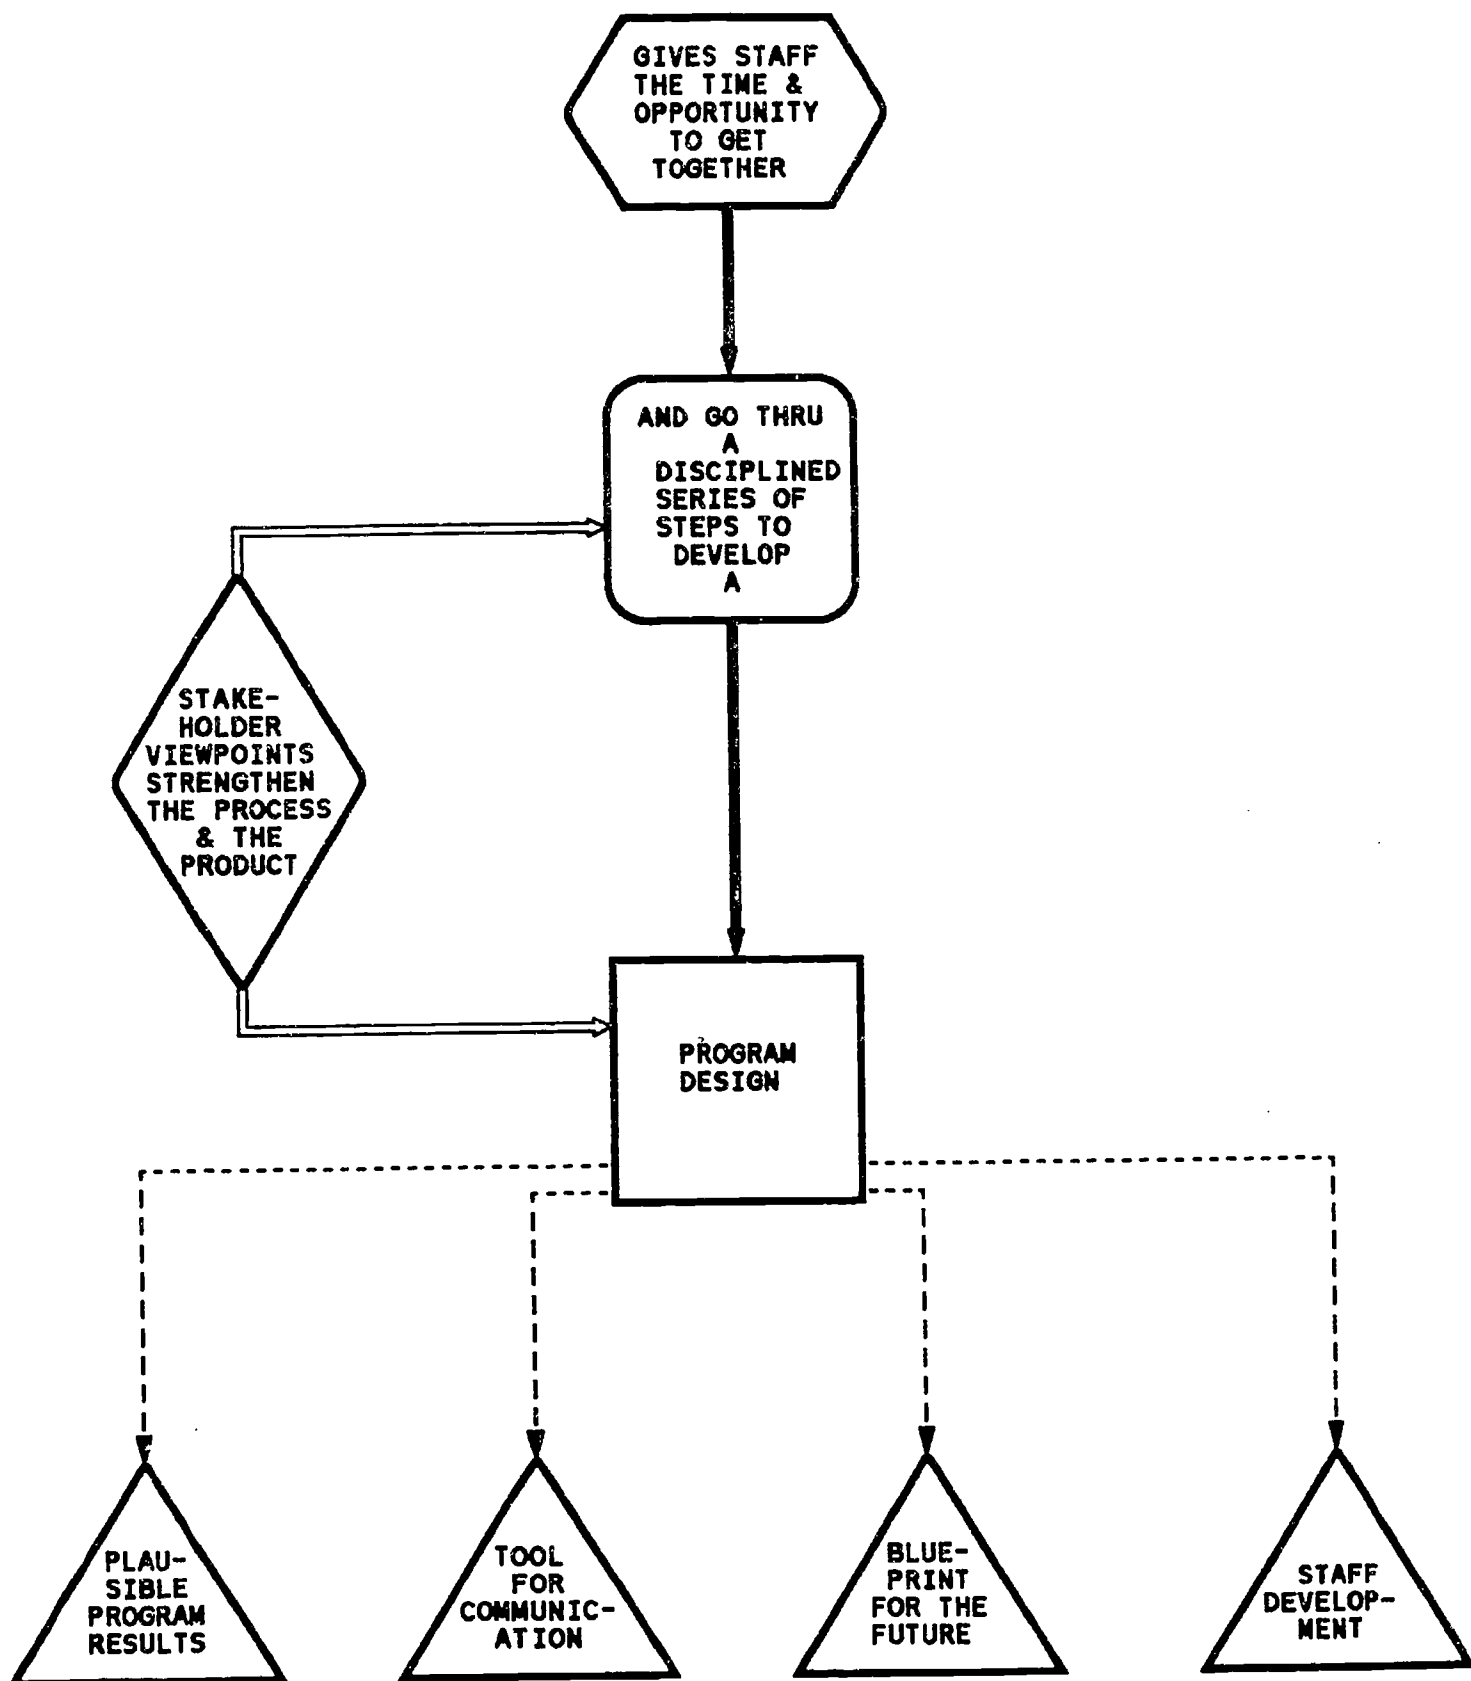 GIVES STAFF
THE TIME &
OPPORTUNITY
TO GET
TOGETHER
AND GO THRU
A
DISCIPLINED
SERIES OF
STEPS TO
DEVELOP
A
STAKE-
HOLDER
VIEWPOINTS
STRENGTHEN
THE PROCESS
& THE
PRODUCT
PROGRAM
DESIGN
PLAU-
SIBLE
PROGRAM
RESULTS
TOOL
FOR
COMMUNIC-
ATION
BLUE-
PRINT
FOR THE
FUTURE
STAFF
DEVELOP-
MENT